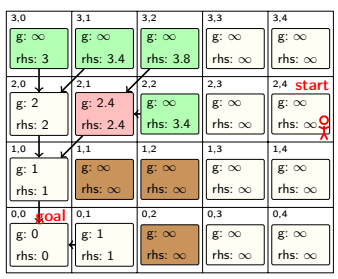 3,0 3,1 3,2 3,3 3,4
g: ∞ g: ∞ g: ∞ g: ∞ g: ∞
rhs: 3 rhs: 3.4 rhs: 3.8 rhs: ∞ rhs: ∞
2,0 2,1 2,2 2,3 2,4 start
g: 2 g: 2.4 g: ∞ g: ∞ g: ∞
rhs: 2 rhs: 2.4 rhs: 3.4 rhs: ∞ rhs: ∞
1,0 1,1 1,2 1,3 1,4
g: 1 g: ∞ g: ∞ g: ∞ g: ∞
rhs: 1 rhs: ∞ rhs: ∞ rhs: ∞ rhs: ∞
0,0 goal 0,1 0,2 0,3 0,4
g: 0 g: 1 g: ∞ g: ∞ g: ∞
rhs: 0 rhs: 1 rhs: ∞ rhs: ∞ rhs: ∞